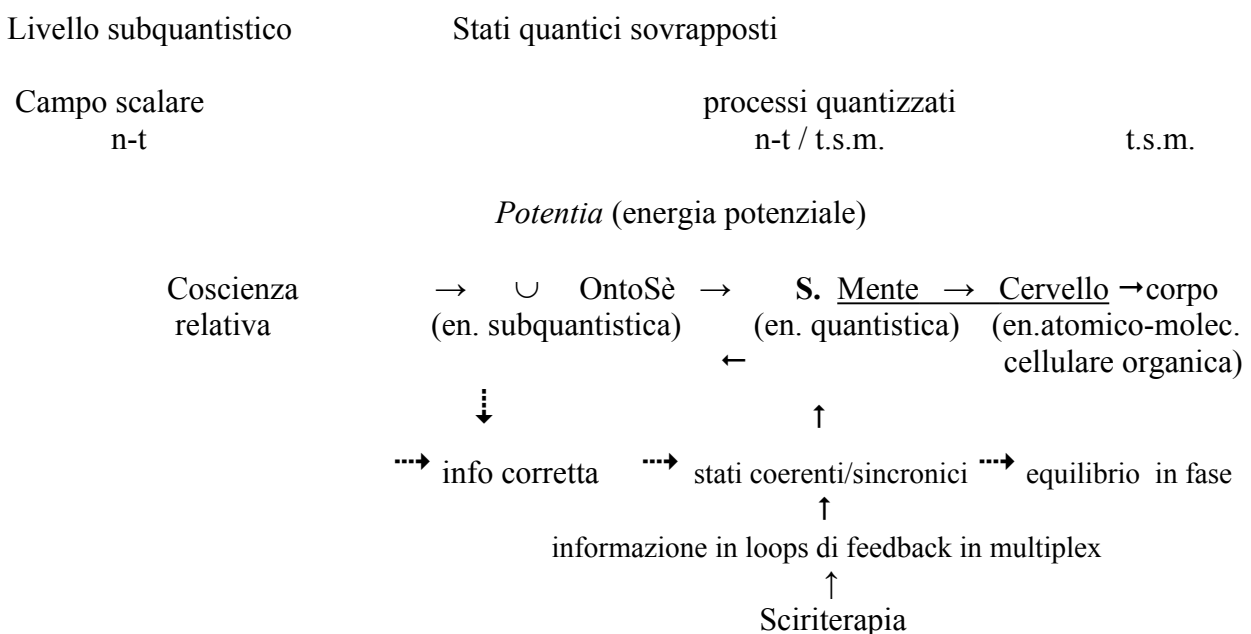 Livello subquantistico Stati quantici sovrapposti
Campo scalare processi quantizzati
n-t n-t / t.s.m. t.s.m.
Potentia (energia potenziale)
Coscienza → ∪ OntoSè → S. Mente → Cervello →corpo
relativa (en. subquantistica) (en. quantistica) (en.atomico-molec.
← cellulare organica)
⇣ ↑
⇢ info corretta ⇢ stati coerenti/sincronici ⇢ equilibrio in fase
↑
informazione in loops di feedback in multiplex
↑
Sciriterapia